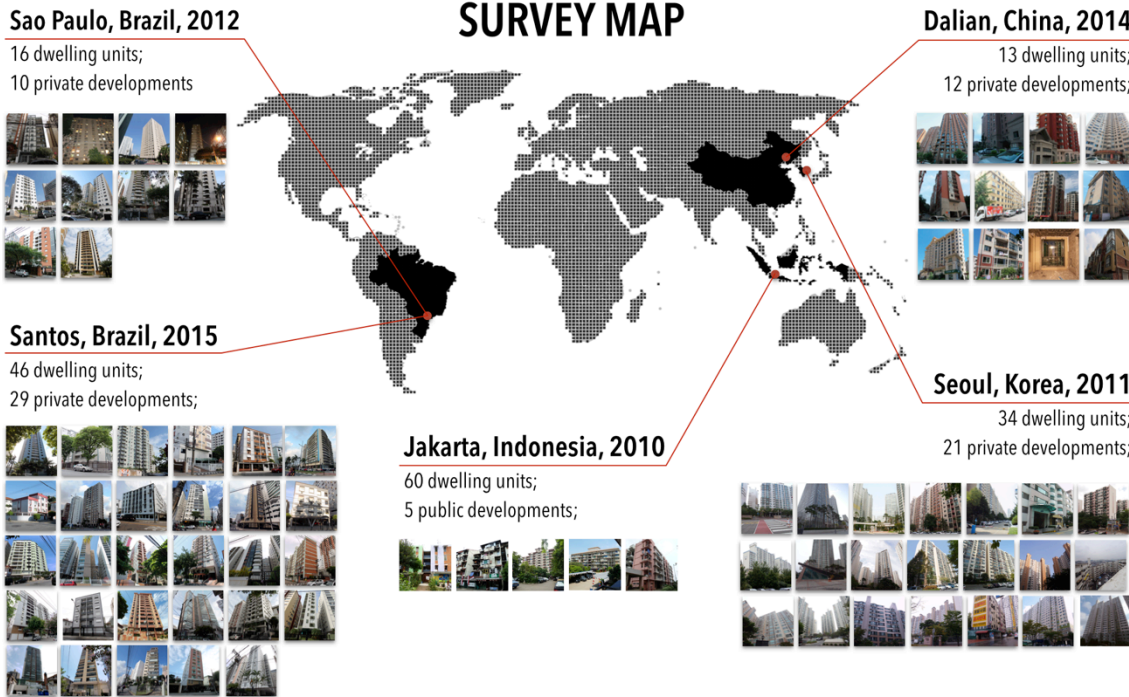 SURVEY MAP
Sao Paulo, Brazil, 2012
16 dwelling units;
10 private developments
Dalian, China, 2014
13 dwelling units;
12 private developments;
Santos, Brazil, 2015
46 dwelling units;
29 private developments;
Jakarta, Indonesia, 2010
60 dwelling units;
5 public developments;
Seoul, Korea, 2011
34 dwelling units;
21 private developments;